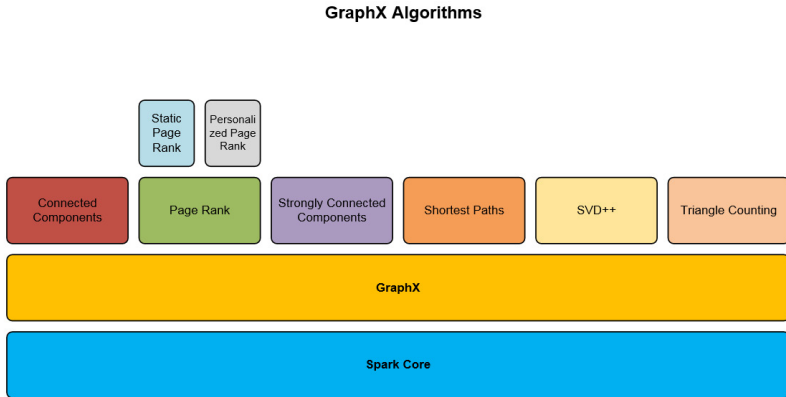 GraphX Algorithms
Static
Page
Rank
Personali
zed Page
Rank
Connected
Components
Page Rank
Strongly Connected
Components
Shortest Paths
SVD++
Triangle Counting
GraphX
Spark Core